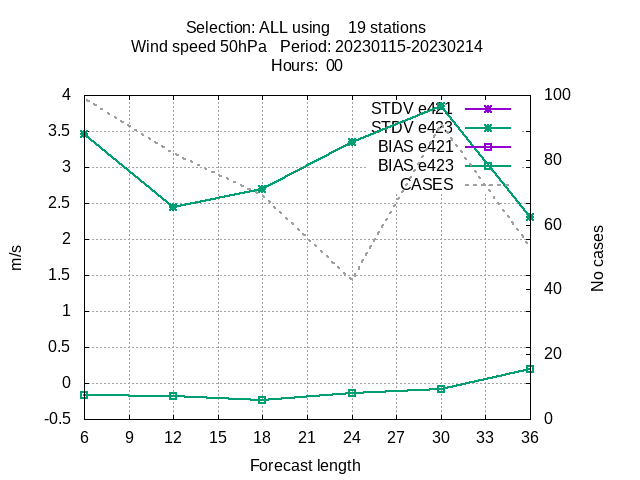 Selection: ALL using 19 stations
Wind speed 50hPa Period: 20230115-20230214
Hours: 00
STDV e421
STDV e423
BIAS e421
BIAS e423
CASES
4
3.5
3
2.5
2
1.5
1
0.5
0
-0.5
m/s
100
80
60
40
20
0
No cases
6 9 12 15 18 21 24 27 30 33 36
Forecast length